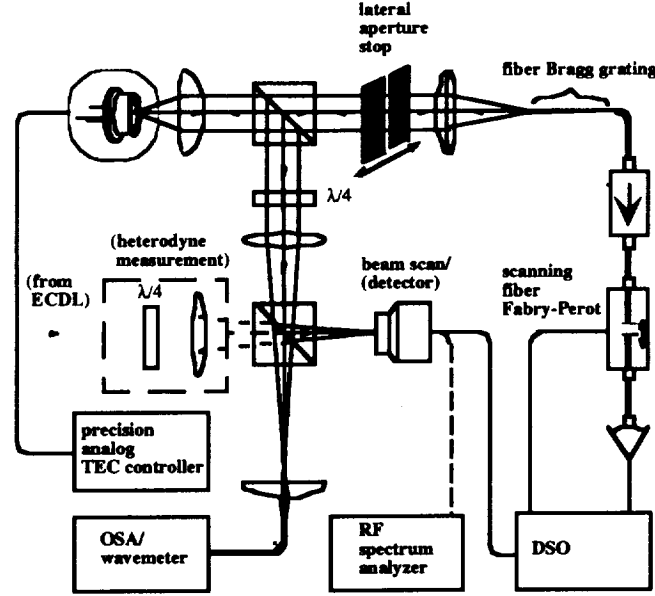 lateral
aperture
stop
fiber Bragg grating
λ/4
(heterodyne
measurement)
(from
ECDL)
λ/4
beam scan/
(detector)
scanning
fiber
Fabry-Perot
precision
analog
TEC controller
OSA/
wavemeter
RF
spectrum
analyzer
DSO